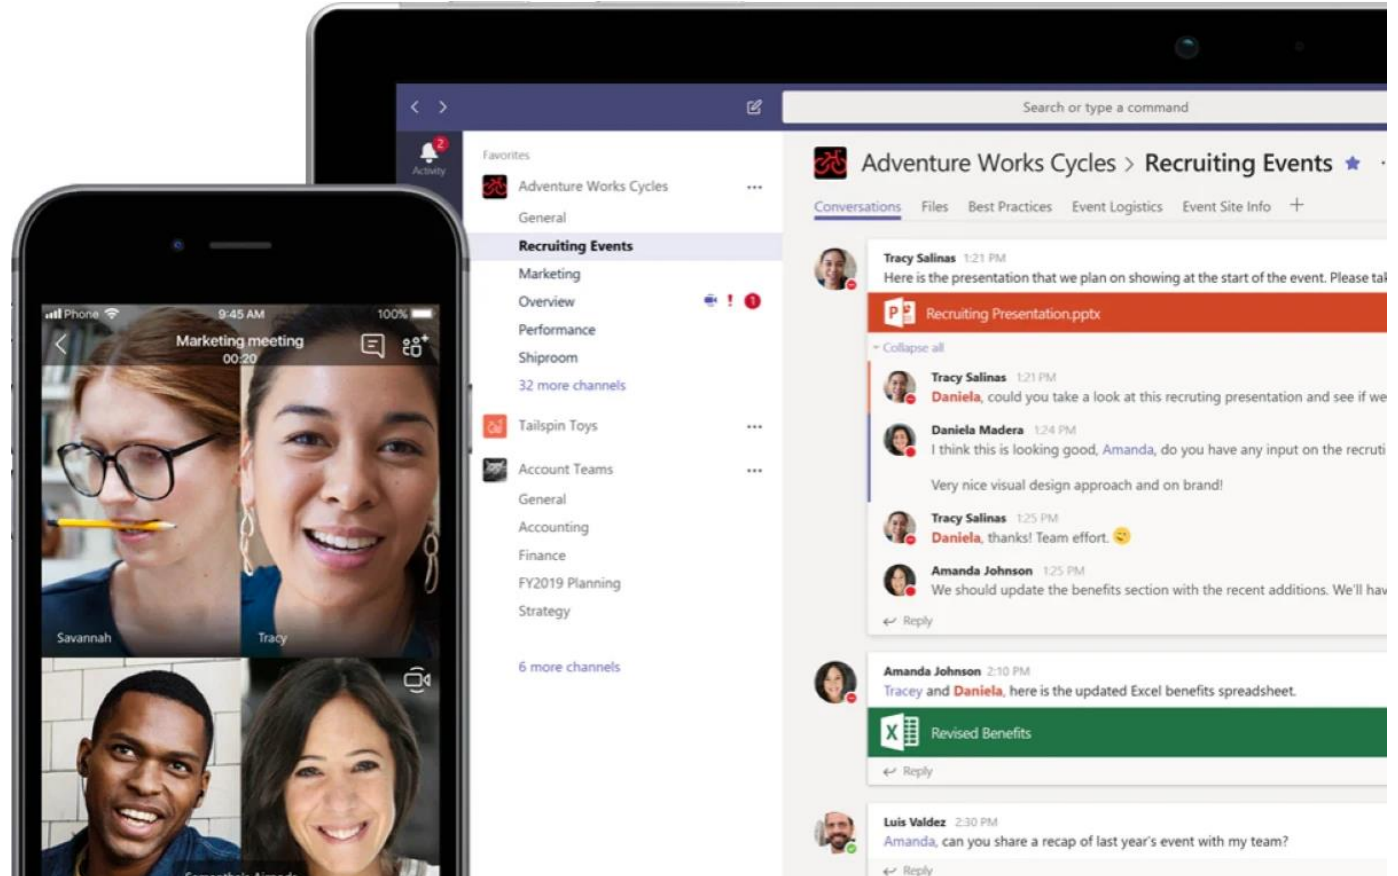 Search or type a command
2
Activity
Favorites
Adventure Works Cycles
General
Recruiting Events
Marketing
Overview
! 1
Performance
Shiproom
32 more channels
Tailspin Toys
Account Teams
General
Accounting
Finance
FY2019 Planning
Strategy
6 more channels
Adventure Works Cycles > Recruiting Events
Conversations Files Best Practices Event Logistics Event Site Info +
Tracy Salinas 1:21 PM
Here is the presentation that we plan on showing at the start of the event. Please tak
Recruiting Presentation.pptx
Collapse all
Tracy Salinas 1:21 PM
Daniela, could you take a look at this recruting presentation and see if we
Daniela Madera 1:24 PM
I think this is looking good, Amanda, do you have any input on the recruti
Very nice visual design approach and on brand!
Tracy Salinas 1:25 PM
Daniela, thanks! Team effort.
Amanda Johnson 1:25 PM
We should update the benefits section with the recent additions. We'll hav
Reply
Amanda Johnson 2:10 PM
Tracey and Daniela, here is the updated Excel benefits spreadsheet.
Revised Benefits
Reply
Luis Valdez 2:30 PM
Amanda, can you share a recap of last year's event with my team?
Reply
Phone 9:45 AM 100%
Marketing meeting
00:20
Savannah
Tracy